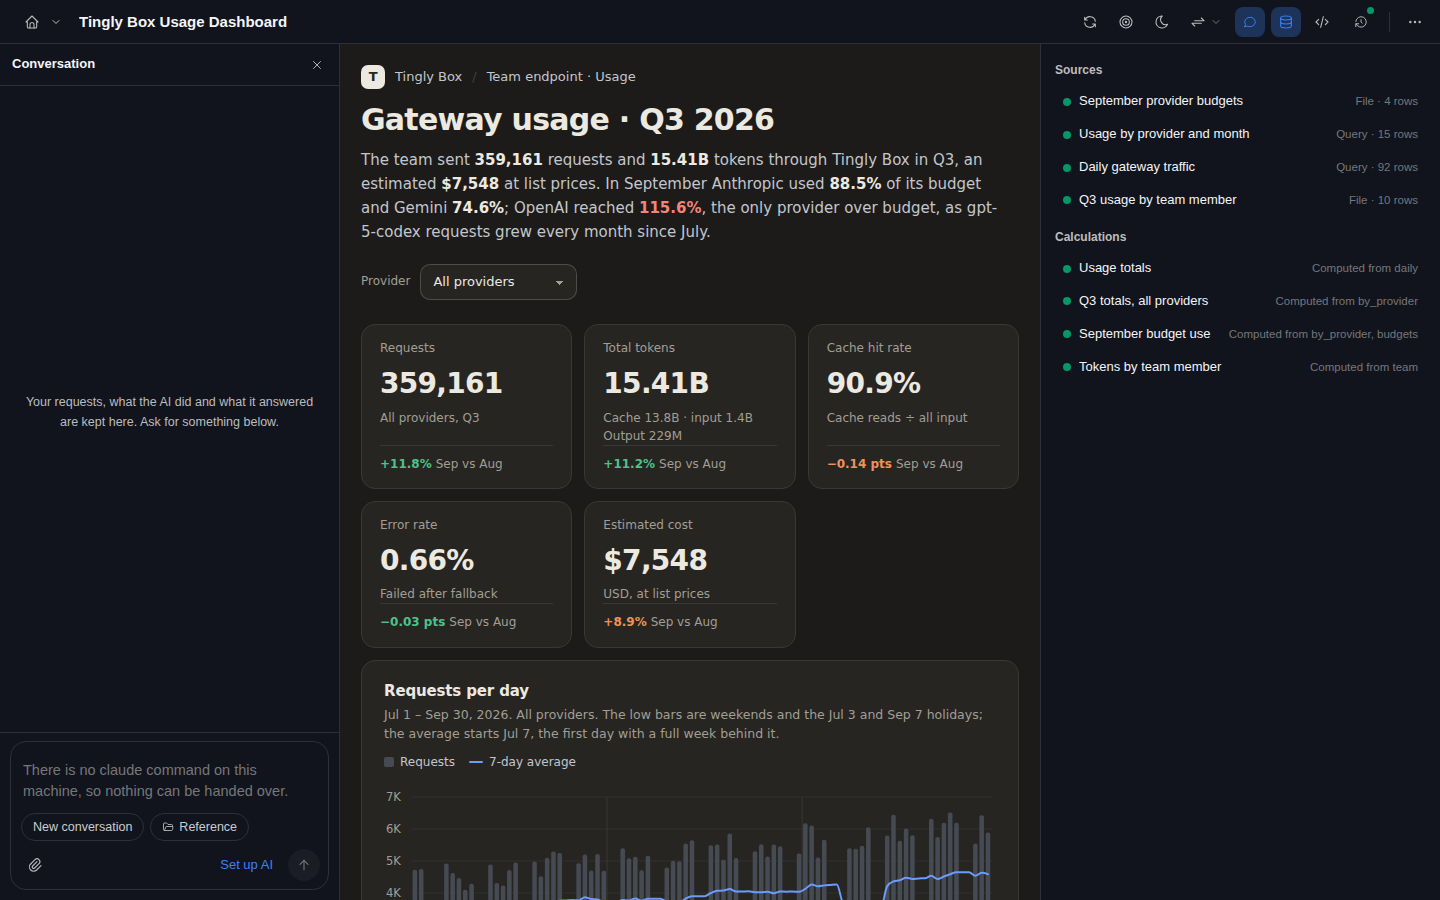 Tingly Box Usage Dashboard
Conversation
Your requests, what the AI did and what it answered
are kept here. Ask for something below.
There is no claude command on this
machine, so nothing can be handed over.
New conversation
Reference
Set up AI
T
Tingly Box / Team endpoint · Usage
Gateway usage · Q3 2026
The team sent 359,161 requests and 15.41B tokens through Tingly Box in Q3, an
estimated $7,548 at list prices. In September Anthropic used 88.5% of its budget
and Gemini 74.6%; OpenAI reached 115.6%, the only provider over budget, as gpt-
5-codex requests grew every month since July.
Provider
All providers
Requests
359,161
All providers, Q3
+11.8% Sep vs Aug
Total tokens
15.41B
Cache 13.8B · input 1.4B
Output 229M
+11.2% Sep vs Aug
Cache hit rate
90.9%
Cache reads ÷ all input
−0.14 pts Sep vs Aug
Error rate
0.66%
Failed after fallback
−0.03 pts Sep vs Aug
Estimated cost
$7,548
USD, at list prices
+8.9% Sep vs Aug
Requests per day
Jul 1 – Sep 30, 2026. All providers. The low bars are weekends and the Jul 3 and Sep 7 holidays;
the average starts Jul 7, the first day with a full week behind it.
Requests
7-day average
7K
6K
5K
4K
Sources
September provider budgets File · 4 rows
Usage by provider and month Query · 15 rows
Daily gateway traffic Query · 92 rows
Q3 usage by team member File · 10 rows
Calculations
Usage totals Computed from daily
Q3 totals, all providers Computed from by_provider
September budget use Computed from by_provider, budgets
Tokens by team member Computed from team